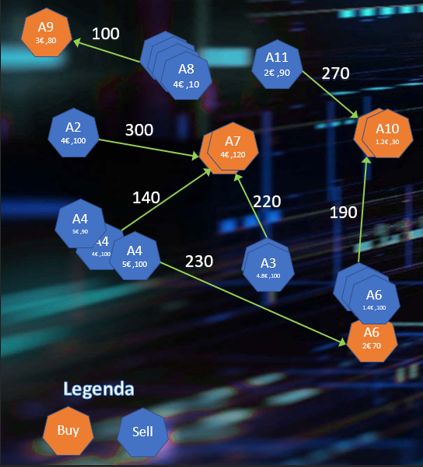 A9
3€ ,80
100
A8
4€ ,10
A11
2€ ,90
270
A2
4€ ,100
300
A7
4€ ,120
A10
1.2€ ,30
140
220
190
A4
5€ ,90
A4
4€ ,100
A4
5€ ,100
230
A3
4.8€ ,100
A6
1.4€ ,100
A6
2€ 70
Legenda
Buy
Sell